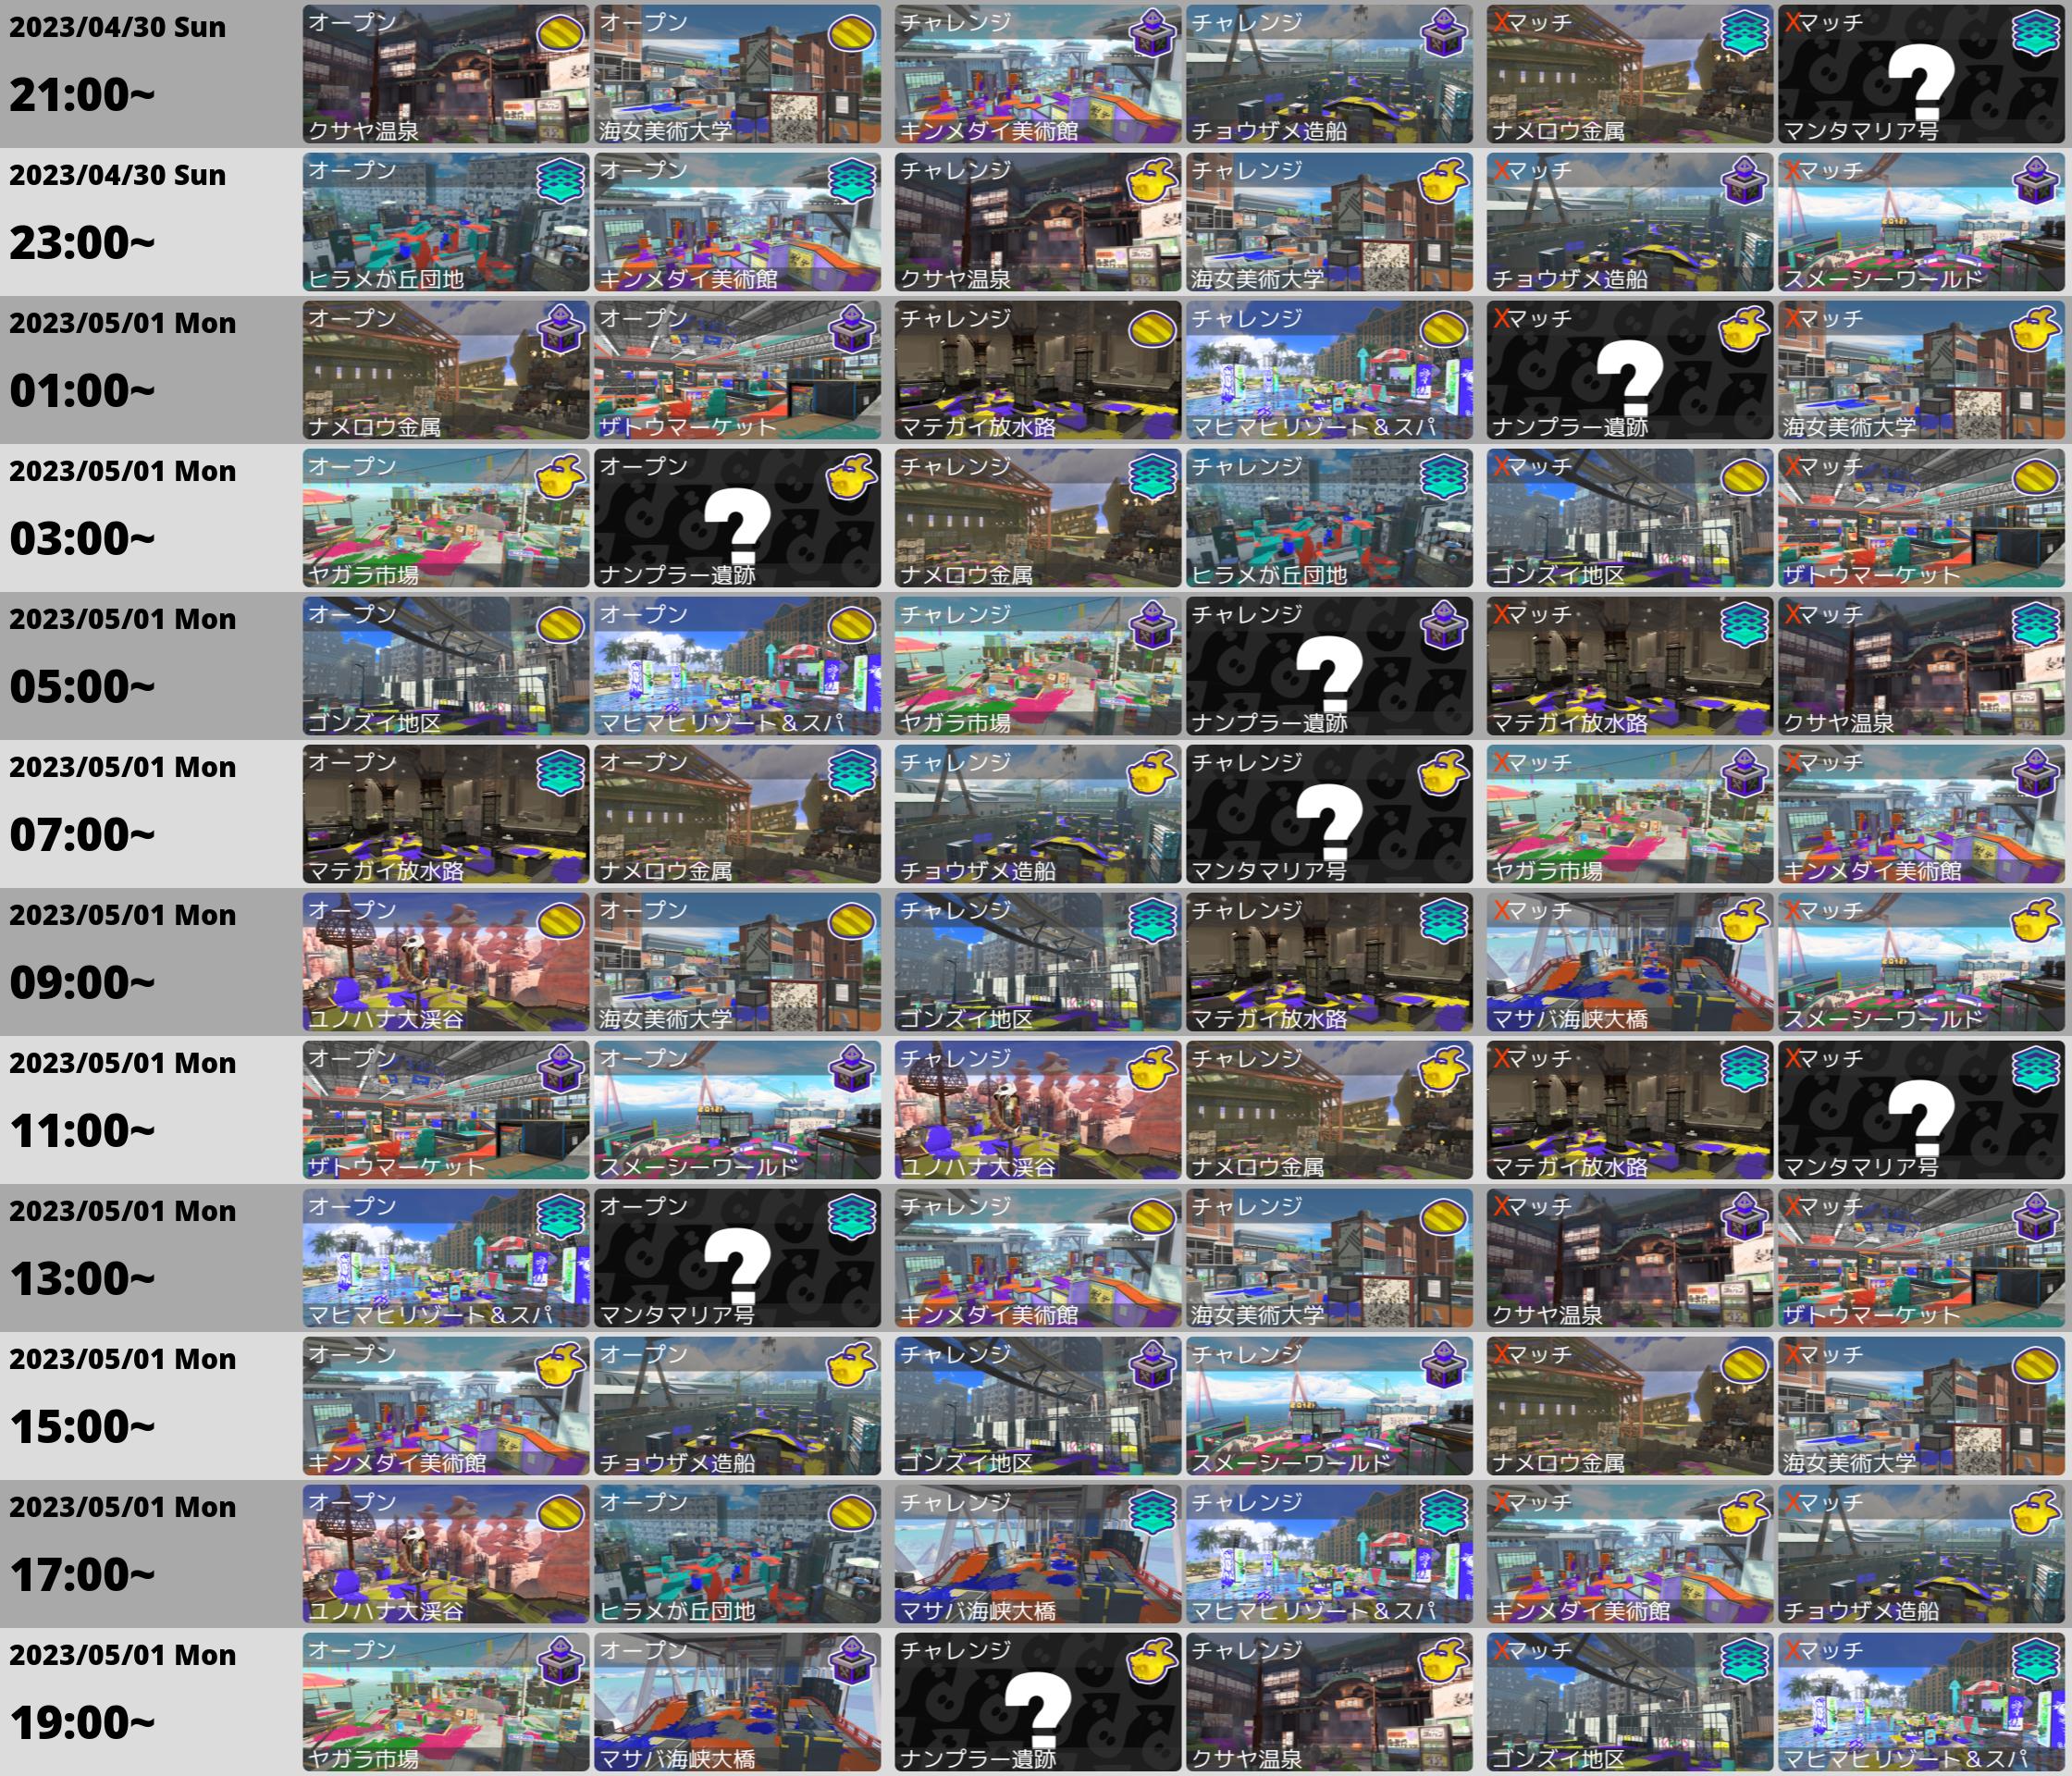 2023/04/30 Sun
21:00~
オープン オープン チャレンジ チャレンジ Xマッチ Xマッチ
クサヤ温泉 海女美術大学 キンメダイ美術館 チョウザメ造船 ナメロウ金属 マンタマリア号
2023/04/30 Sun
23:00~
オープン オープン チャレンジ チャレンジ Xマッチ Xマッチ
ヒラメが丘団地 キンメダイ美術館 クサヤ温泉 海女美術大学 チョウザメ造船 スメーシーワールド
2023/05/01 Mon
01:00~
オープン オープン チャレンジ チャレンジ Xマッチ Xマッチ
ナメロウ金属 ザトウマーケット マテガイ放水路 マヒマヒリゾート＆スパ ナンプラー遺跡 海女美術大学
2023/05/01 Mon
03:00~
オープン オープン チャレンジ チャレンジ Xマッチ Xマッチ
ヤガラ市場 ナンプラー遺跡 ナメロウ金属 ヒラメが丘団地 ゴンズイ地区 ザトウマーケット
2023/05/01 Mon
05:00~
オープン オープン チャレンジ チャレンジ Xマッチ Xマッチ
ゴンズイ地区 マヒマヒリゾート＆スパ ヤガラ市場 ナンプラー遺跡 マテガイ放水路 クサヤ温泉
2023/05/01 Mon
07:00~
オープン オープン チャレンジ チャレンジ Xマッチ Xマッチ
マテガイ放水路 ナメロウ金属 チョウザメ造船 マンタマリア号 ヤガラ市場 キンメダイ美術館
2023/05/01 Mon
09:00~
オープン オープン チャレンジ チャレンジ Xマッチ Xマッチ
ユノハナ大渓谷 海女美術大学 ゴンズイ地区 マテガイ放水路 マサバ海峡大橋 スメーシーワールド
2023/05/01 Mon
11:00~
オープン オープン チャレンジ チャレンジ Xマッチ Xマッチ
ザトウマーケット スメーシーワールド ユノハナ大渓谷 ナメロウ金属 マテガイ放水路 マンタマリア号
2023/05/01 Mon
13:00~
オープン オープン チャレンジ チャレンジ Xマッチ Xマッチ
マヒマヒリゾート＆スパ マンタマリア号 キンメダイ美術館 海女美術大学 クサヤ温泉 ザトウマーケット
2023/05/01 Mon
15:00~
オープン オープン チャレンジ チャレンジ Xマッチ Xマッチ
キンメダイ美術館 チョウザメ造船 ゴンズイ地区 スメーシーワールド ナメロウ金属 海女美術大学
2023/05/01 Mon
17:00~
オープン オープン チャレンジ チャレンジ Xマッチ Xマッチ
ユノハナ大渓谷 ヒラメが丘団地 マサバ海峡大橋 マヒマヒリゾート＆スパ キンメダイ美術館 チョウザメ造船
2023/05/01 Mon
19:00~
オープン オープン チャレンジ チャレンジ Xマッチ Xマッチ
ヤガラ市場 マサバ海峡大橋 ナンプラー遺跡 クサヤ温泉 ゴンズイ地区 マヒマヒリゾート＆スパ